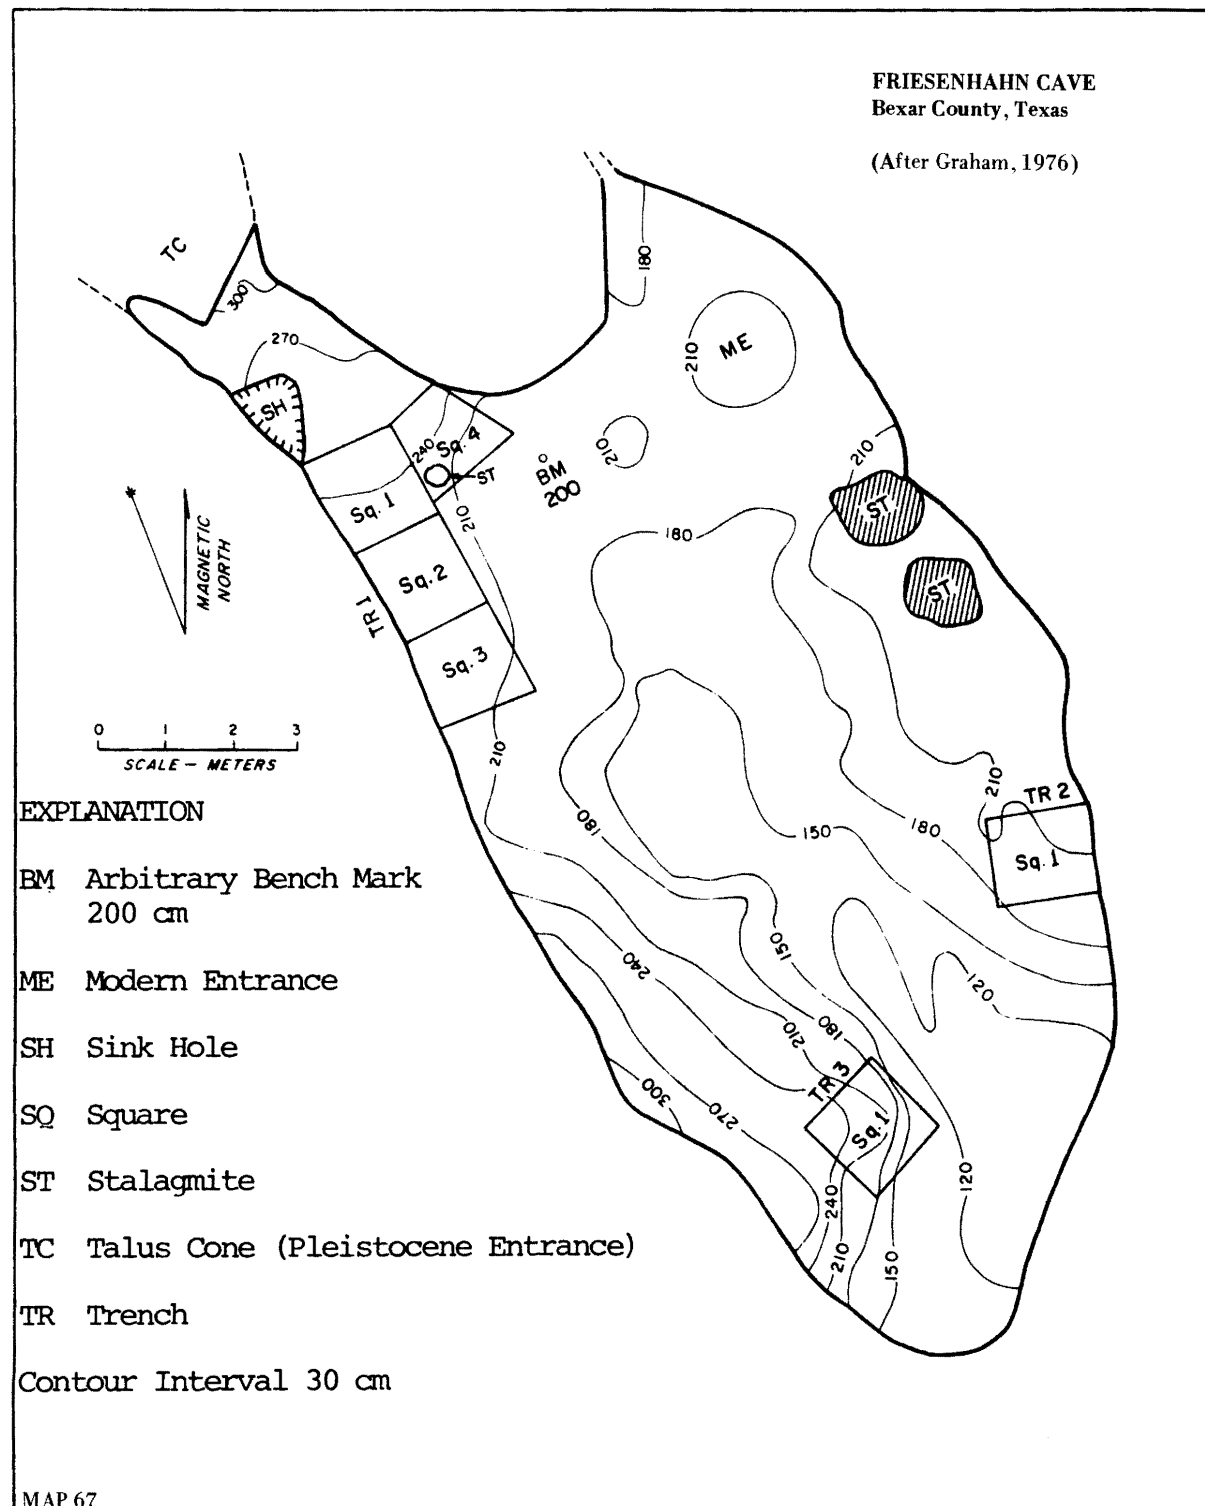 FRIESENHAHN CAVE
Bexar County, Texas
(After Graham, 1976)
TC
300
270
SH
180
210
ME
210
BM
200
240
Sq. 4
ST
210
Sq. 1
Sq. 2
Sq. 3
TR 1
MAGNETIC
NORTH
210
ST
ST
180
0 1 2 3
SCALE — METERS
210
210
TR 2
Sq. 1
180
150
180
150
120
240
210
180
TR 3
Sq. 1
300
270
240
210
150
120
EXPLANATION
BM Arbitrary Bench Mark
200 cm
ME Modern Entrance
SH Sink Hole
SQ Square
ST Stalagmite
TC Talus Cone (Pleistocene Entrance)
TR Trench
Contour Interval 30 cm
MAP 67